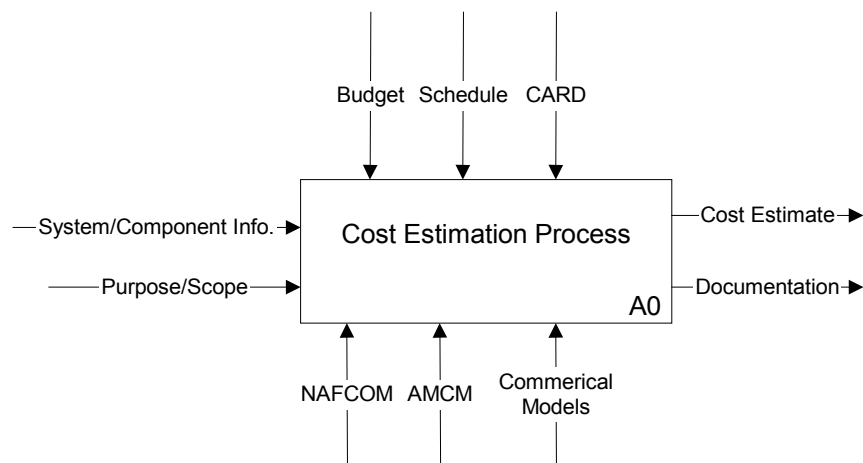 Budget
Schedule
CARD
System/Component Info.
Cost Estimation Process
Cost Estimate
Purpose/Scope
Documentation
A0
NAFCOM
AMCM
Commerical
Models